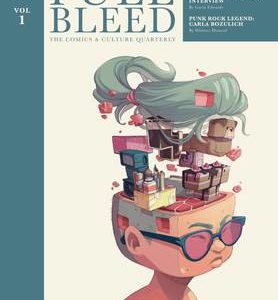 VOL
1
FULL
BLEED
THE COMICS & CULTURE QUARTERLY
INTERVIEW
PUNK ROCK LEGEND:
CARLA BOZULICH